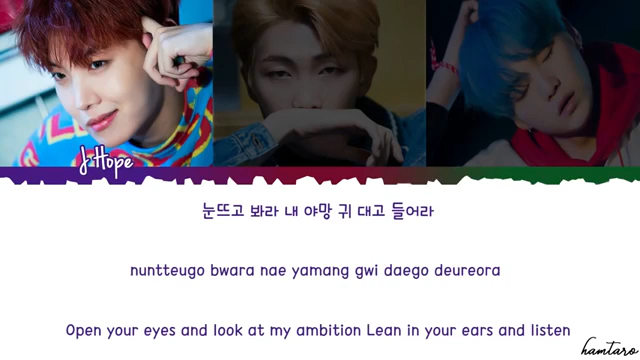 J-Hope
눈뜨고 봐라 내 야망 귀 대고 들어라
nuntteugo bwara nae yamang gwi daego deureora
Open your eyes and look at my ambition Lean in your ears and listen
hamtaro